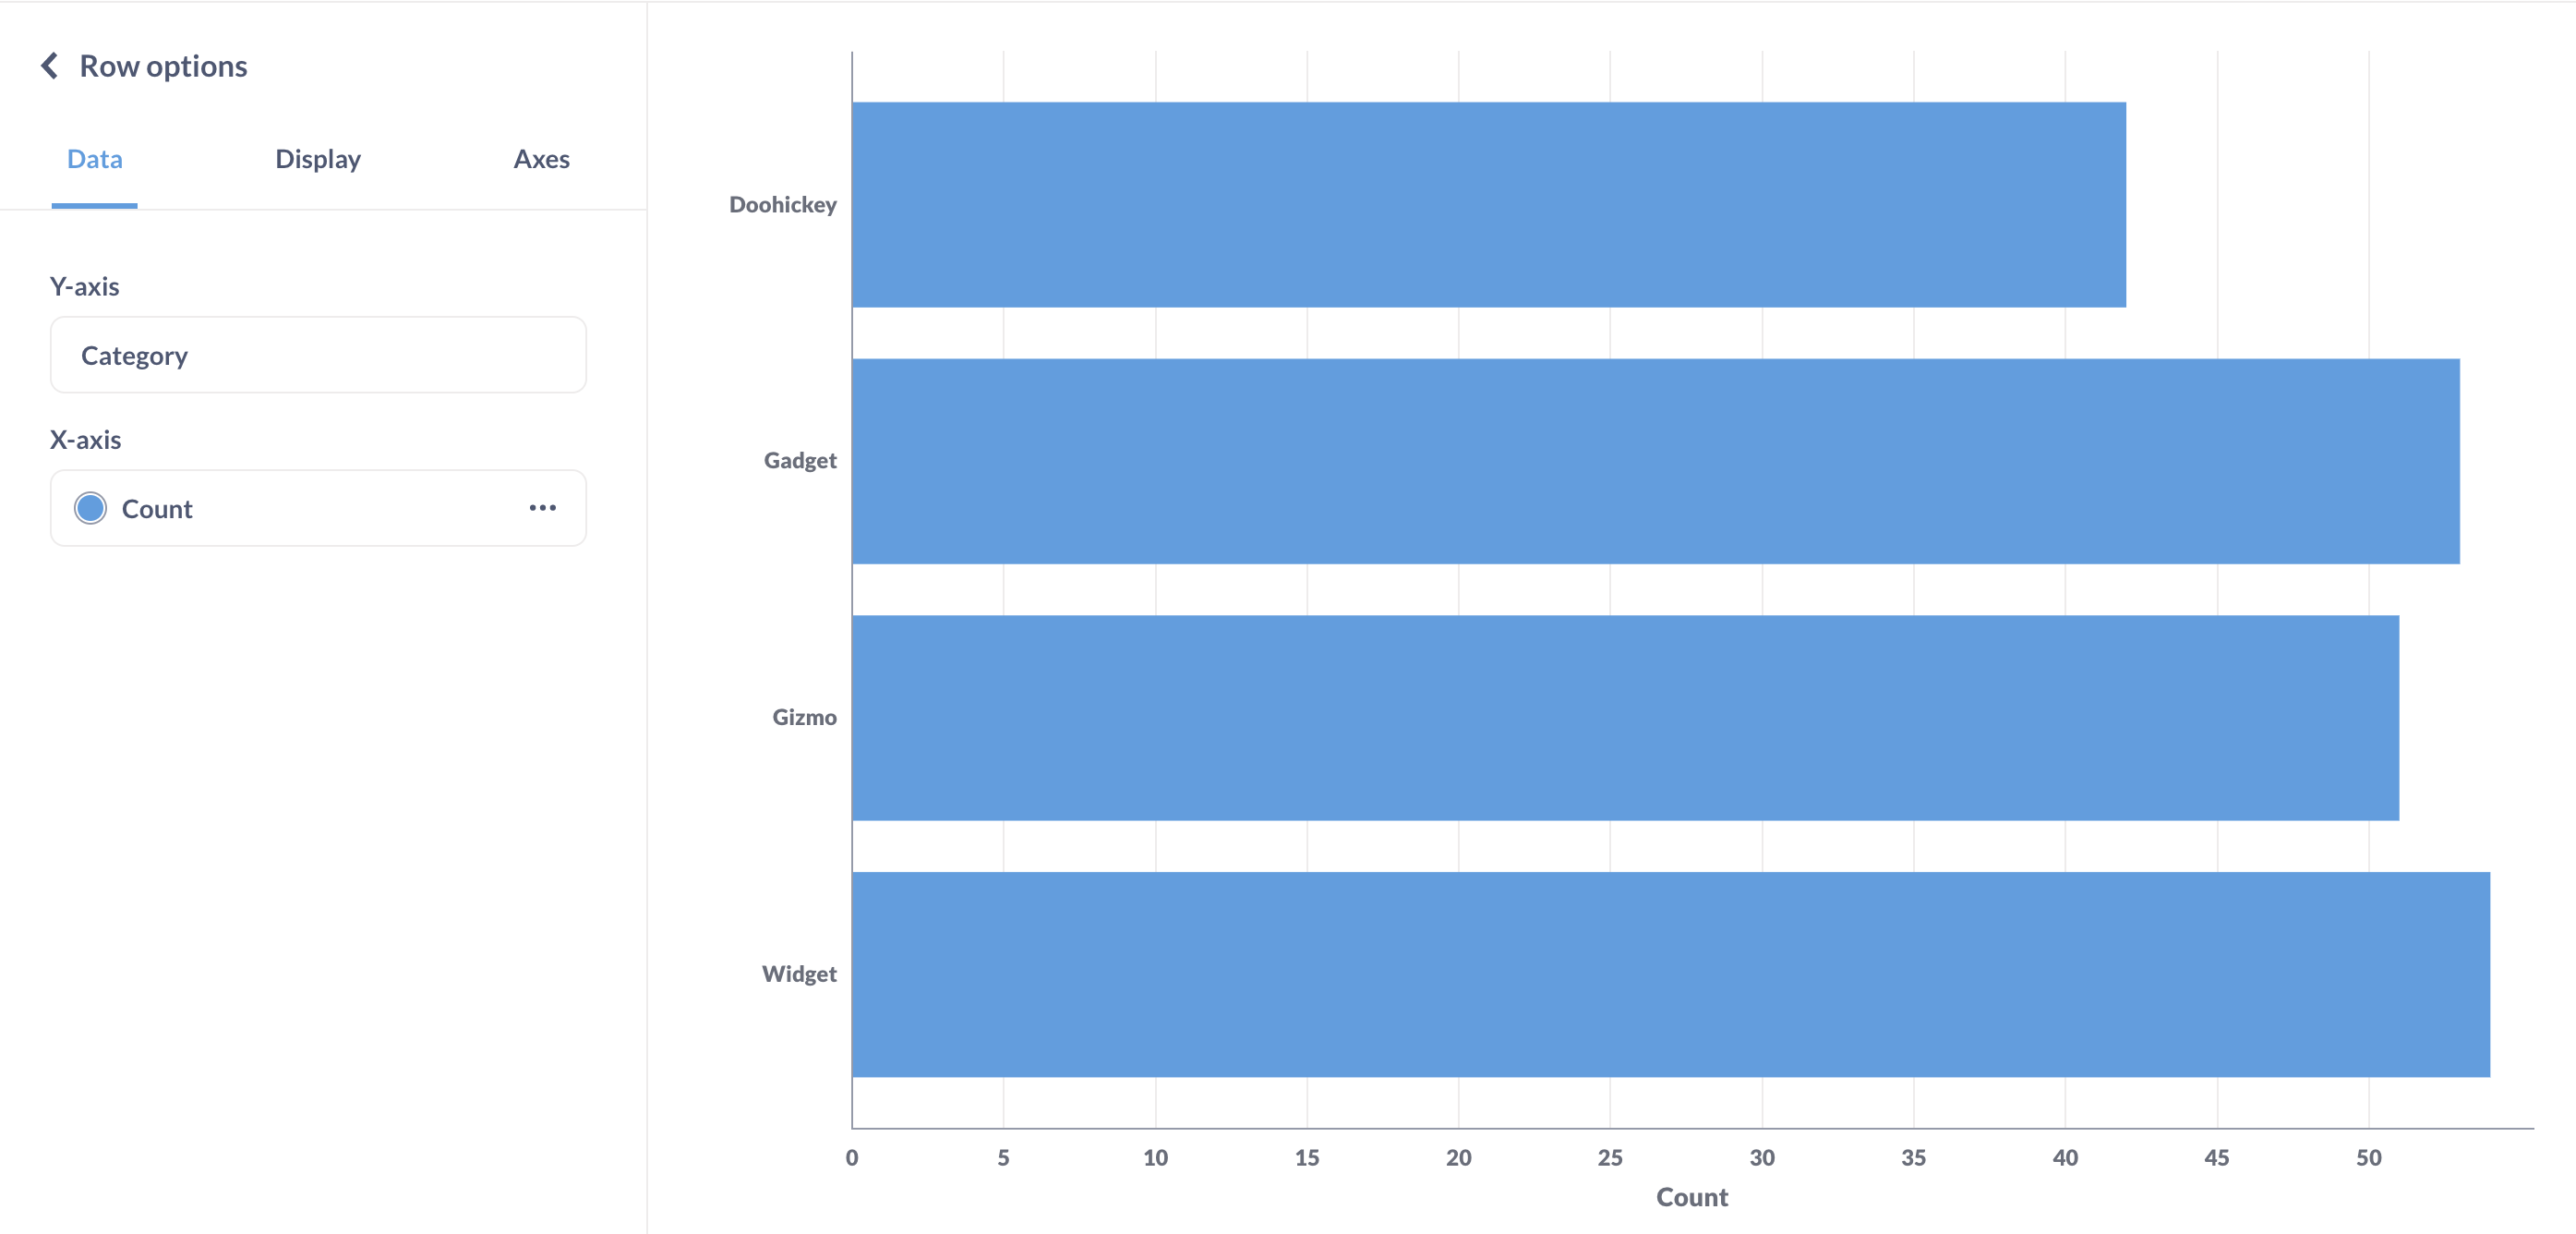 Row options
Data Display Axes
Y-axis
Category
X-axis
Count
Doohickey
Gadget
Gizmo
Widget
0 5 10 15 20 25 30 35 40 45 50
Count